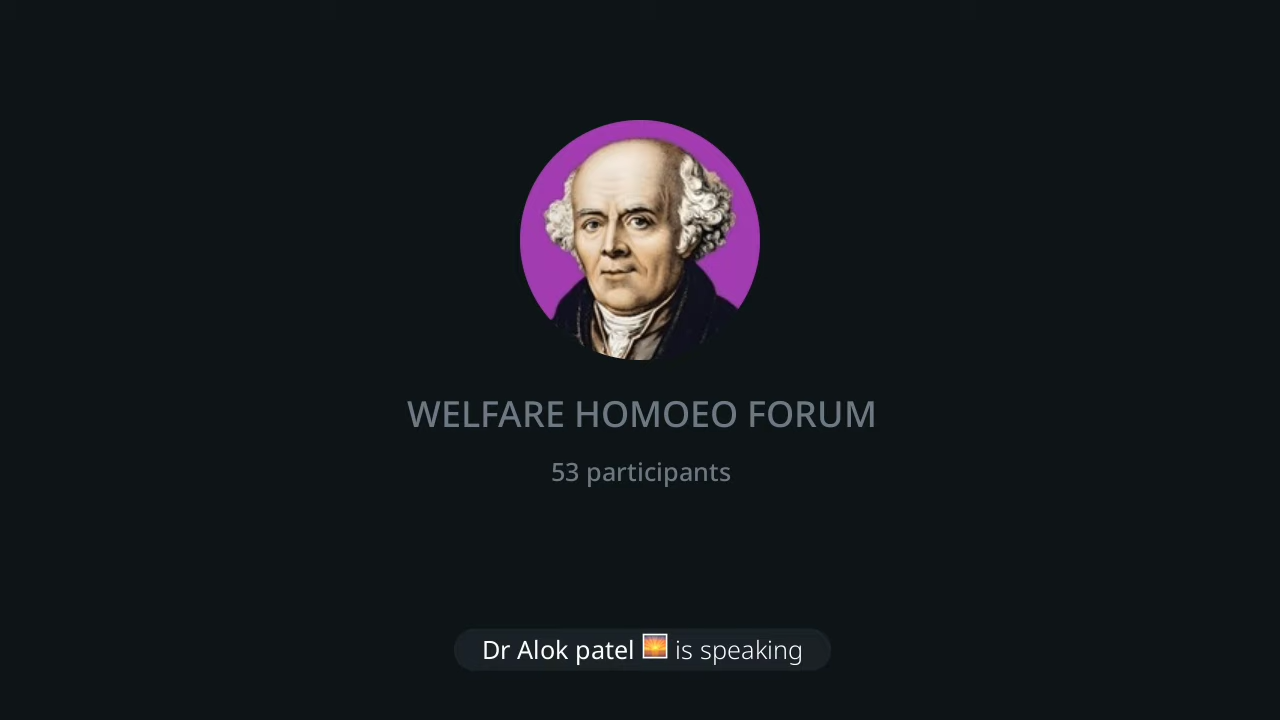 WELFARE HOMOEO FORUM
53 participants
Dr Alok patel 🌅 is speaking